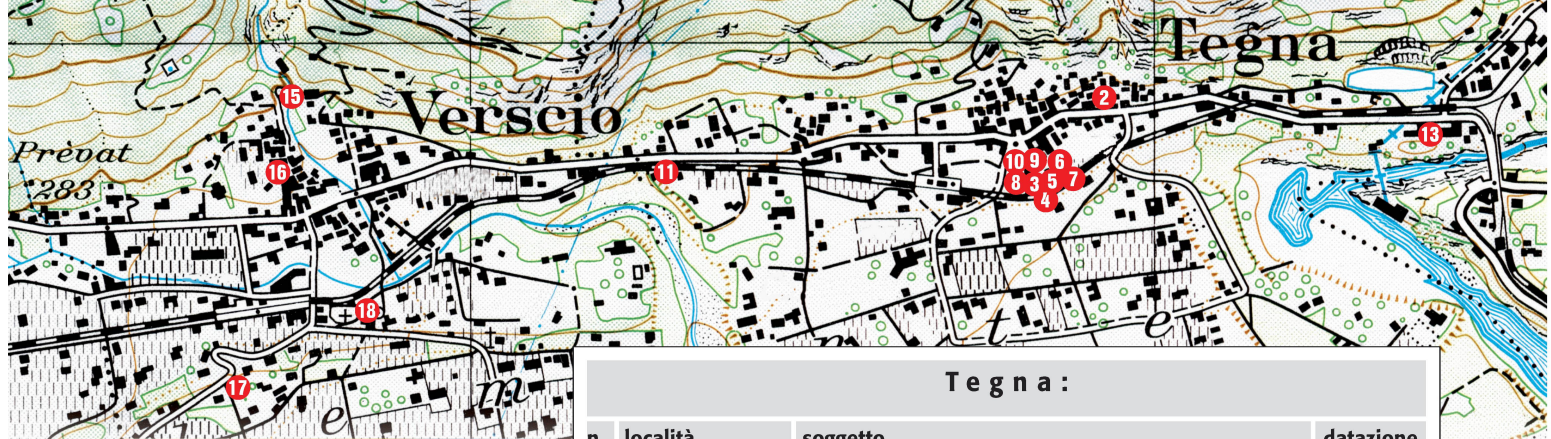 Tegna
2
15
Verscio
13
Prèvat
283
16
11
10 9 6
8 3 5 7
4
18
17
t e
m
e
Tegna:
località soggetto datazione